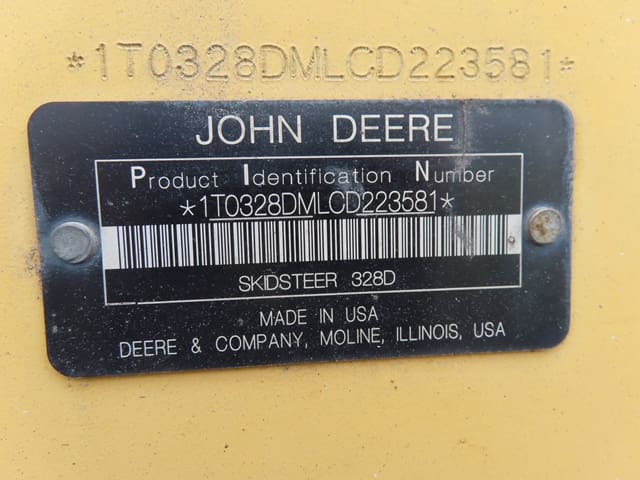 *1T0328DMLCD223581*
JOHN DEERE
Product Identification Number
*1T0328DMLCD223581*
SKIDSTEER 328D
MADE IN USA
DEERE & COMPANY, MOLINE, ILLINOIS, USA